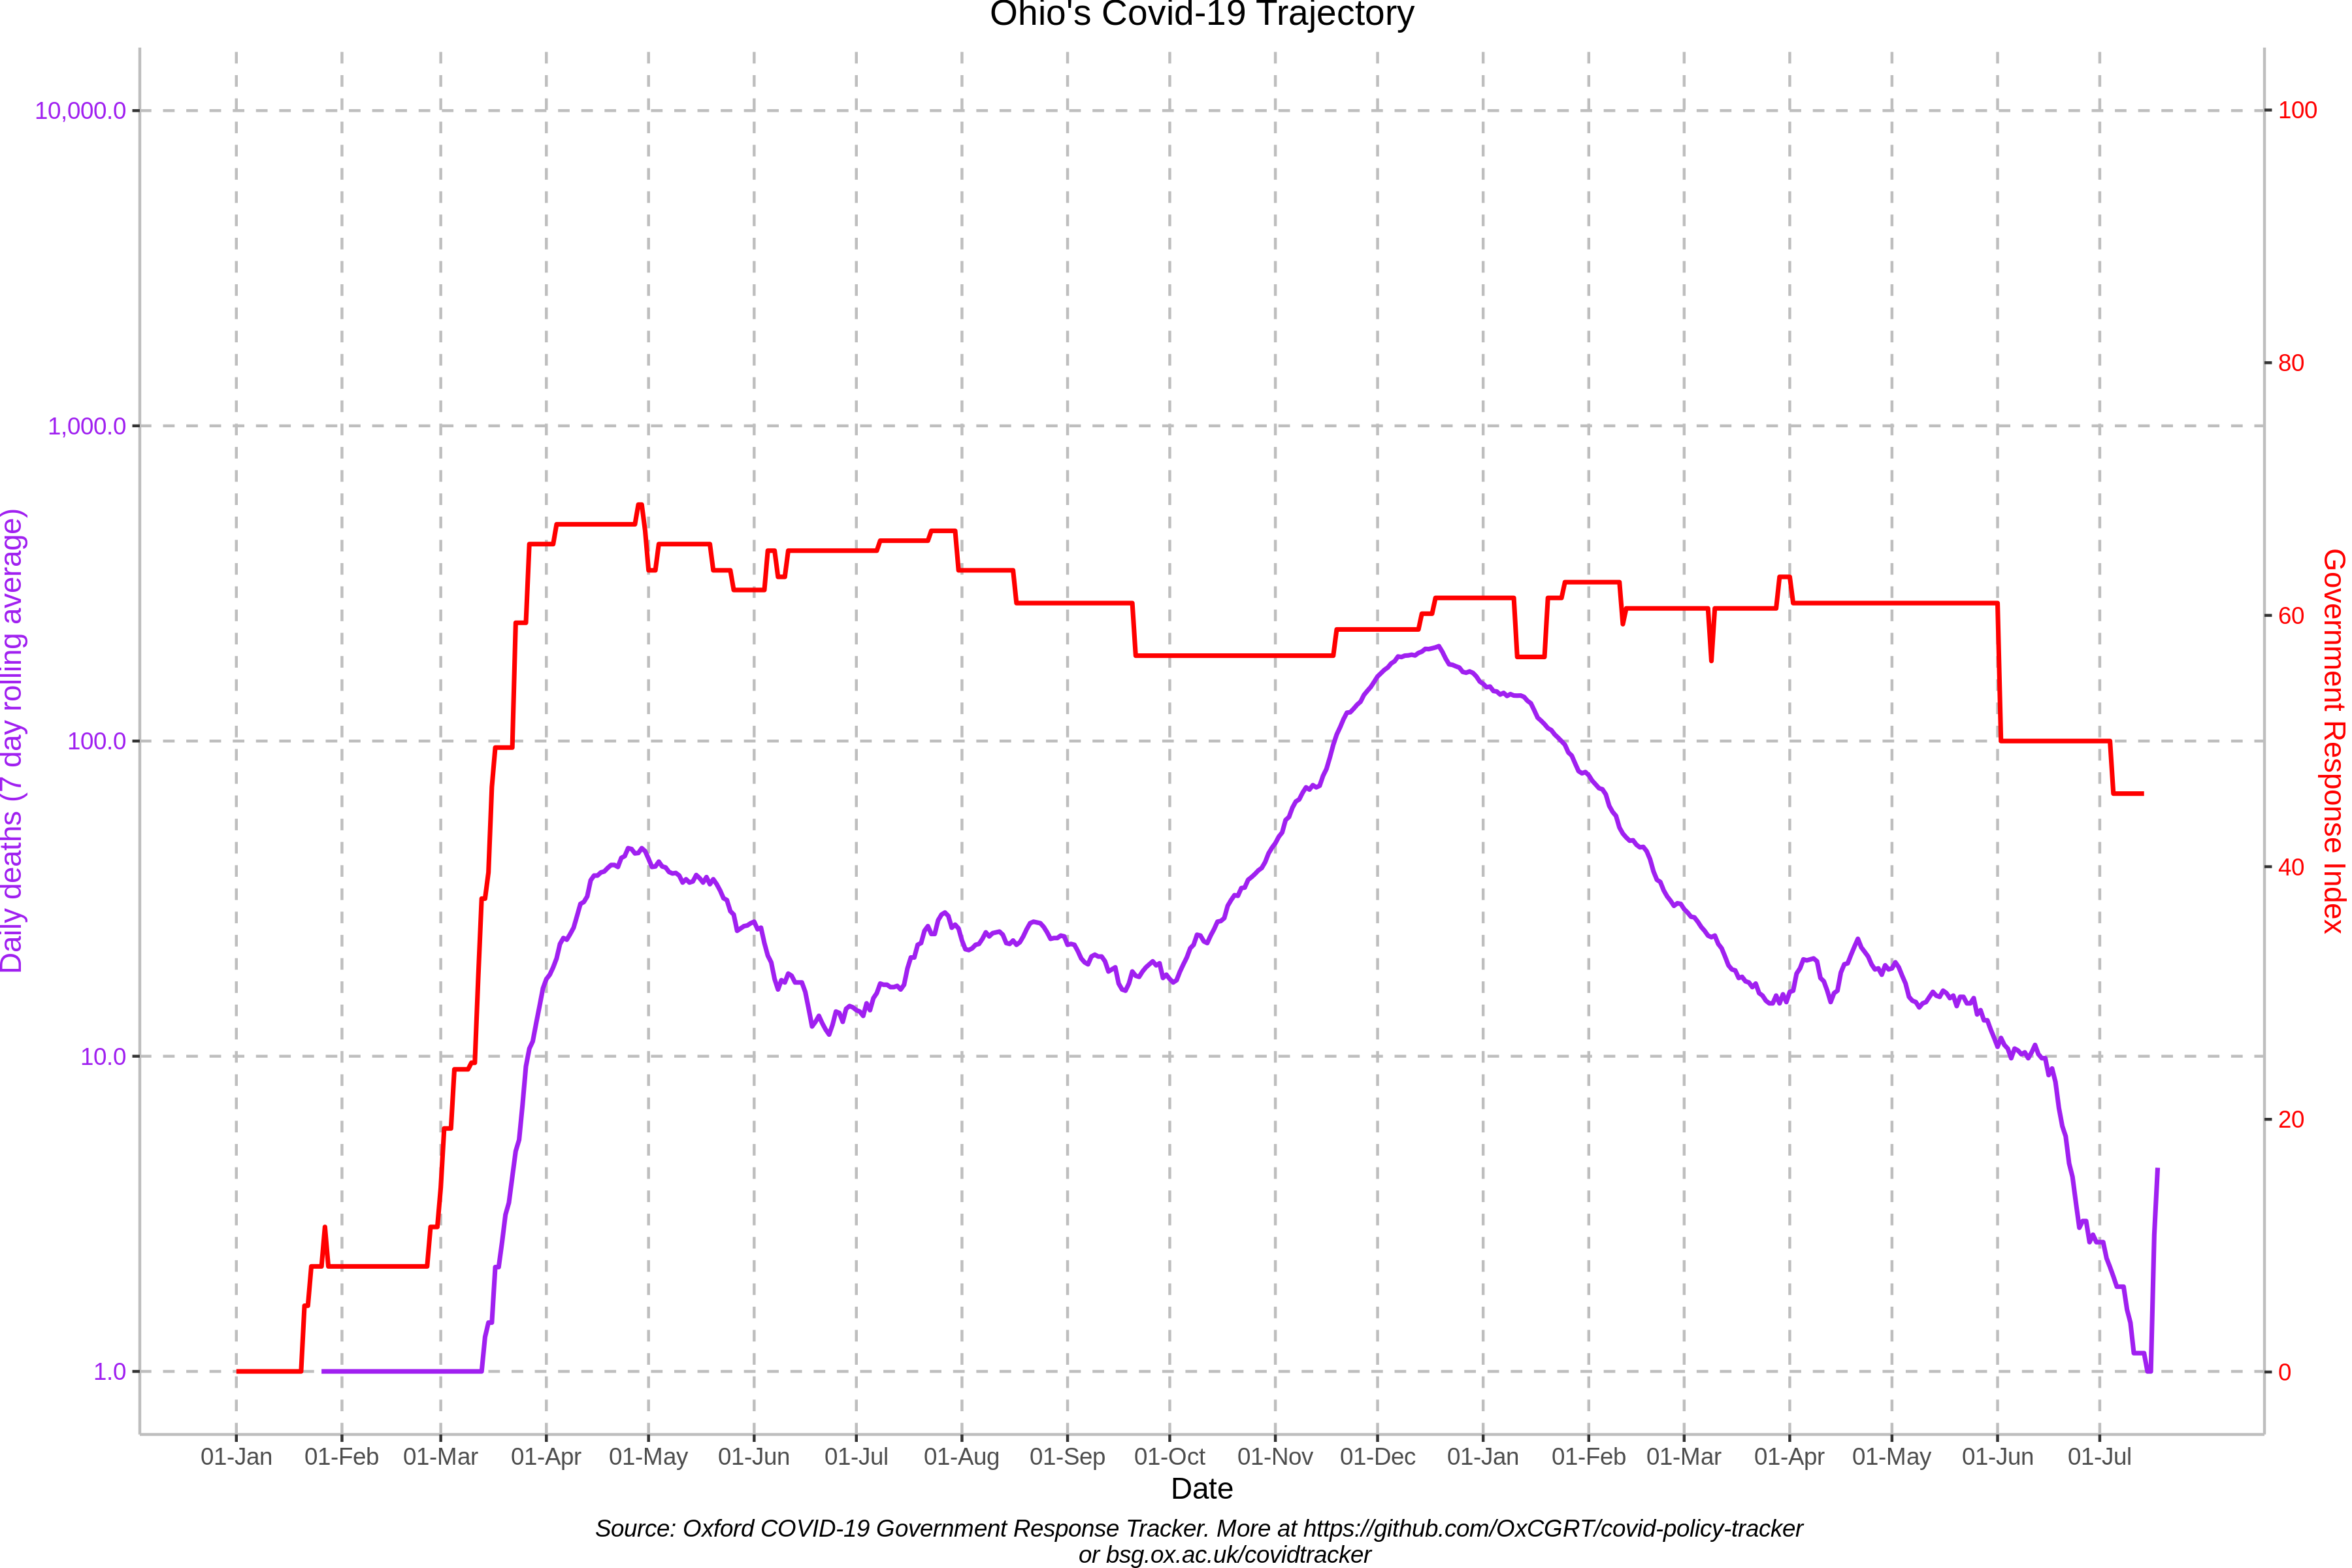 Ohio's Covid-19 Trajectory
10,000.0
1,000.0
100.0
10.0
1.0
Daily deaths (7 day rolling average)
100
80
60
40
20
0
Government Response Index
01-Jan 01-Feb 01-Mar 01-Apr 01-May 01-Jun 01-Jul 01-Aug 01-Sep 01-Oct 01-Nov 01-Dec 01-Jan 01-Feb 01-Mar 01-Apr 01-May 01-Jun 01-Jul
Date
Source: Oxford COVID-19 Government Response Tracker. More at https://github.com/OxCGRT/covid-policy-tracker
or bsg.ox.ac.uk/covidtracker